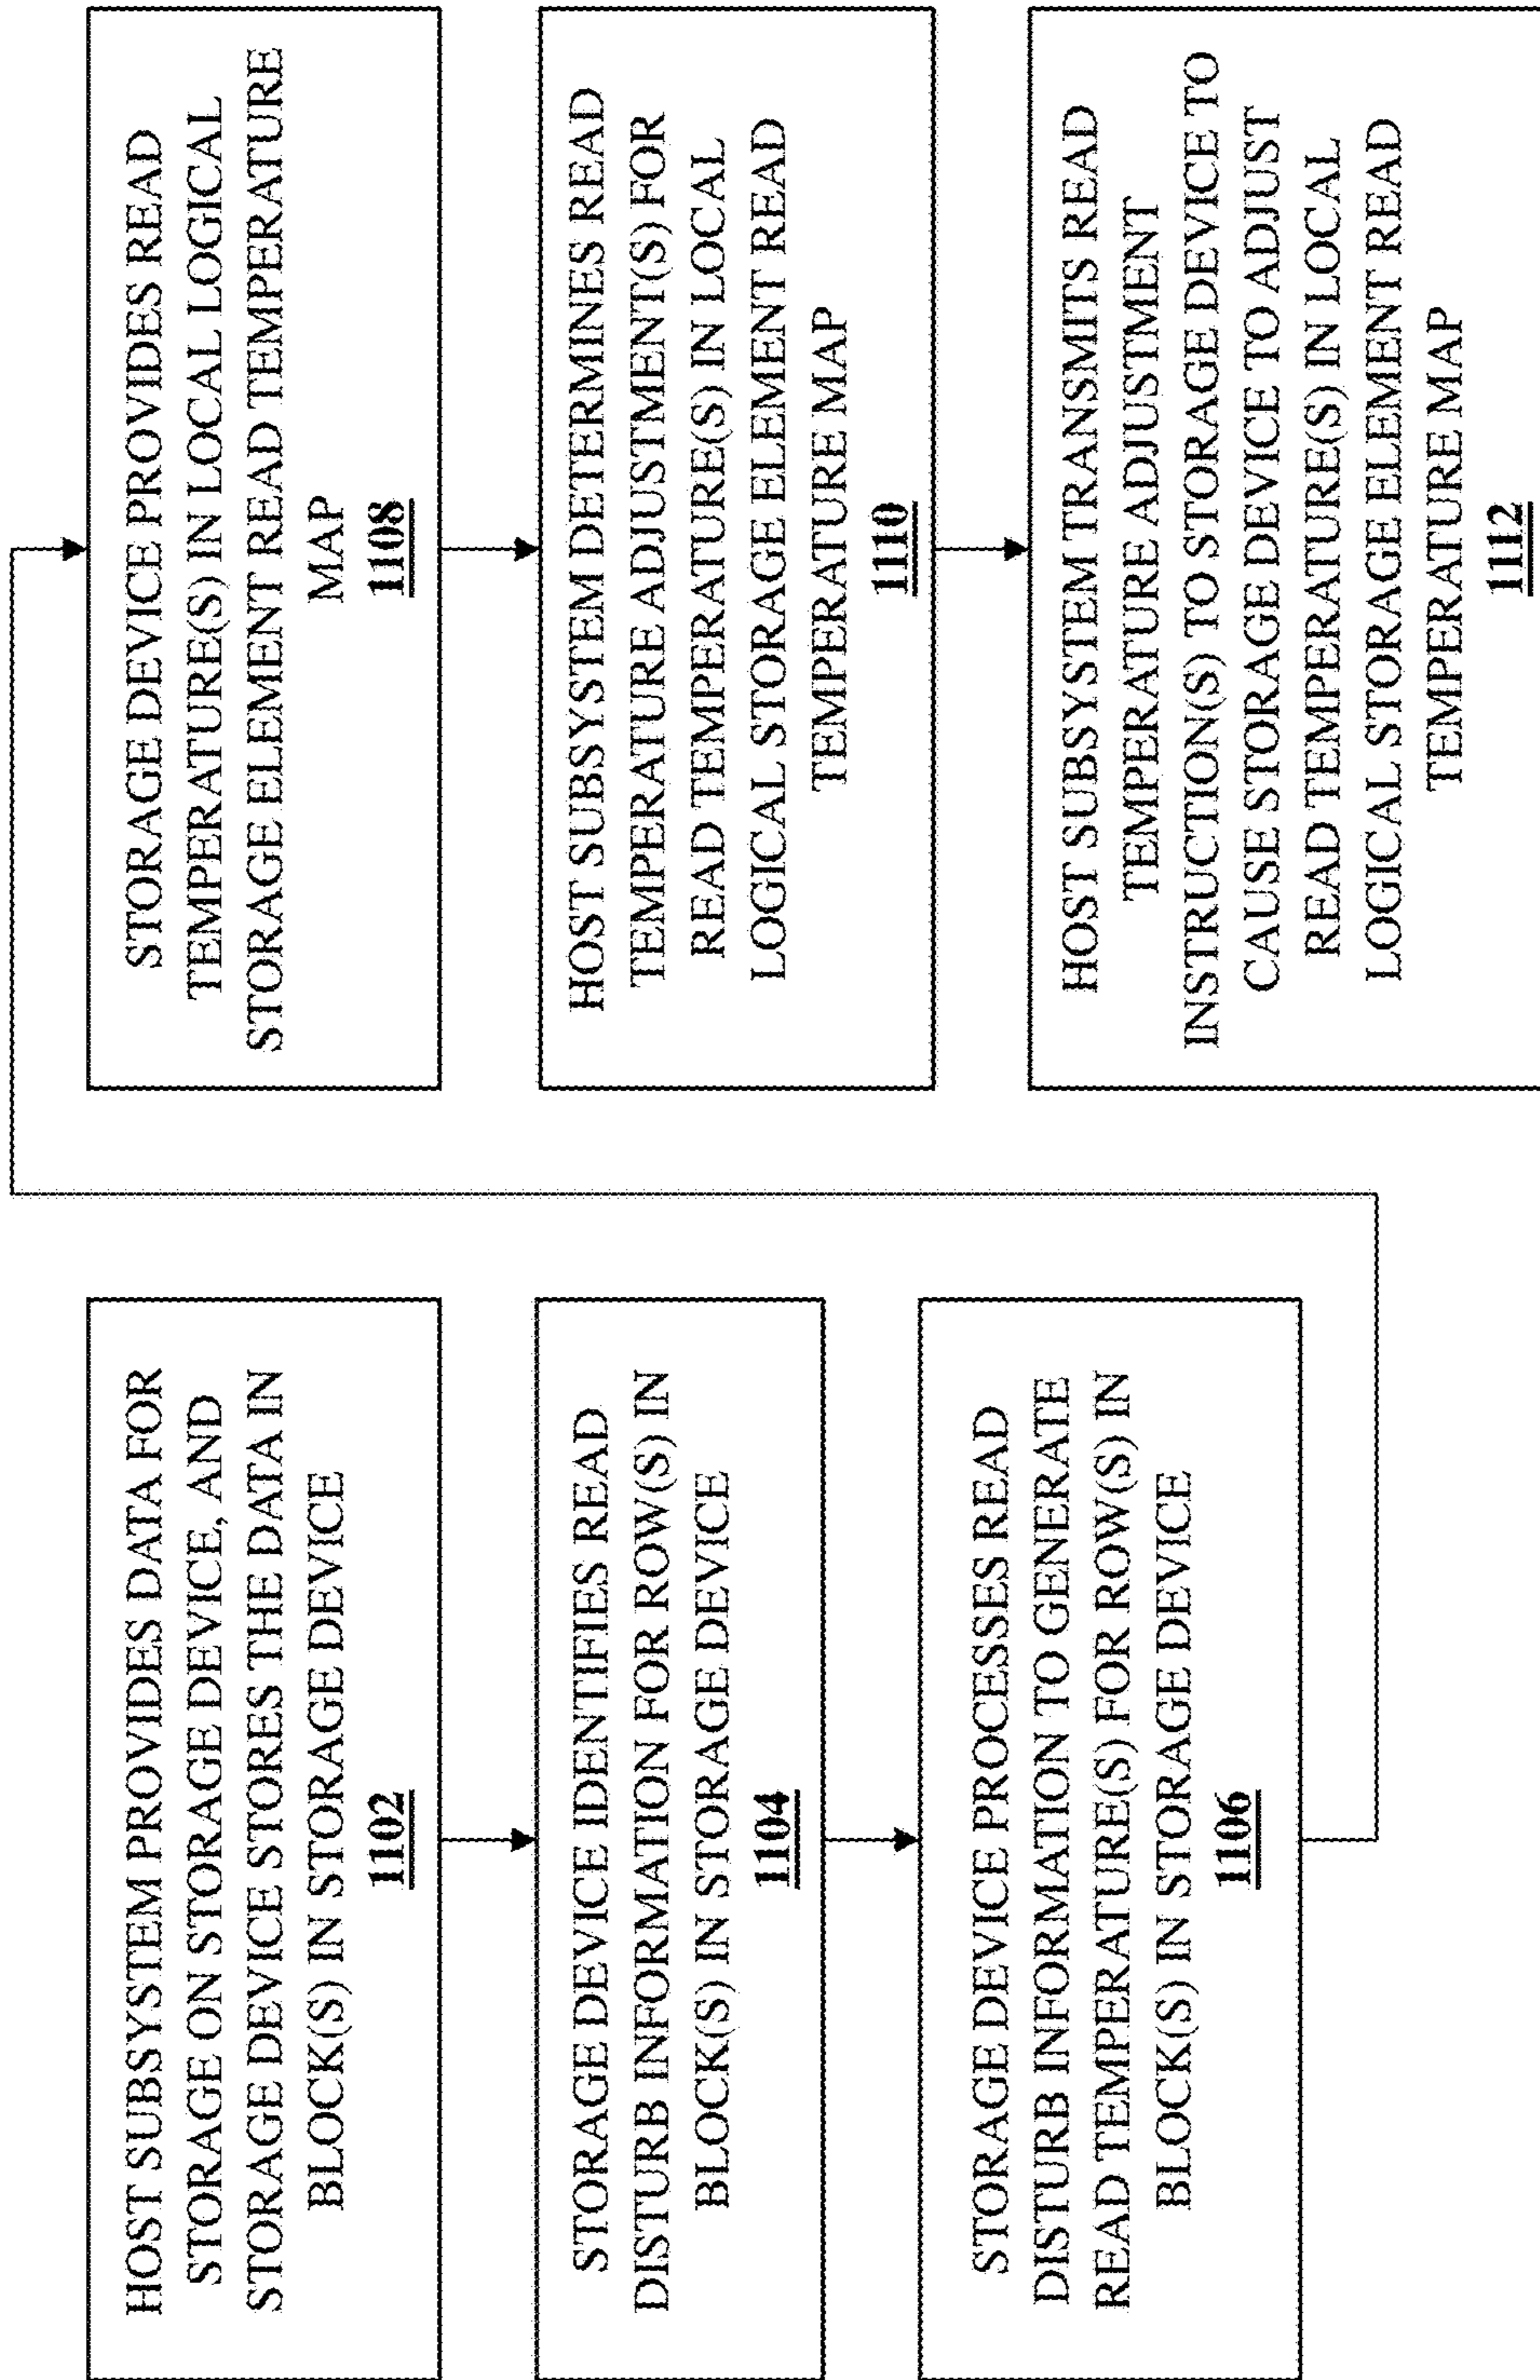 HOST SUBSYSTEM PROVIDES DATA FOR
STORAGE ON STORAGE DEVICE, AND
STORAGE DEVICE STORES THE DATA IN
BLOCK(S) IN STORAGE DEVICE
1102
STORAGE DEVICE IDENTIFIES READ
DISTURB INFORMATION FOR ROW(S) IN
BLOCK(S) IN STORAGE DEVICE
1104
STORAGE DEVICE PROCESSES READ
DISTURB INFORMATION TO GENERATE
READ TEMPERATURE(S) FOR ROW(S) IN
BLOCK(S) IN STORAGE DEVICE
1106
STORAGE DEVICE PROVIDES READ
TEMPERATURE(S) IN LOCAL LOGICAL
STORAGE ELEMENT READ TEMPERATURE
MAP
1108
HOST SUBSYSTEM DETERMINES READ
TEMPERATURE ADJUSTMENT(S) FOR
READ TEMPERATURE(S) IN LOCAL
LOGICAL STORAGE ELEMENT READ
TEMPERATURE MAP
1110
HOST SUBSYSTEM TRANSMITS READ
TEMPERATURE ADJUSTMENT
INSTRUCTION(S) TO STORAGE DEVICE TO
CAUSE STORAGE DEVICE TO ADJUST
READ TEMPERATURE(S) IN LOCAL
LOGICAL STORAGE ELEMENT READ
TEMPERATURE MAP
1112